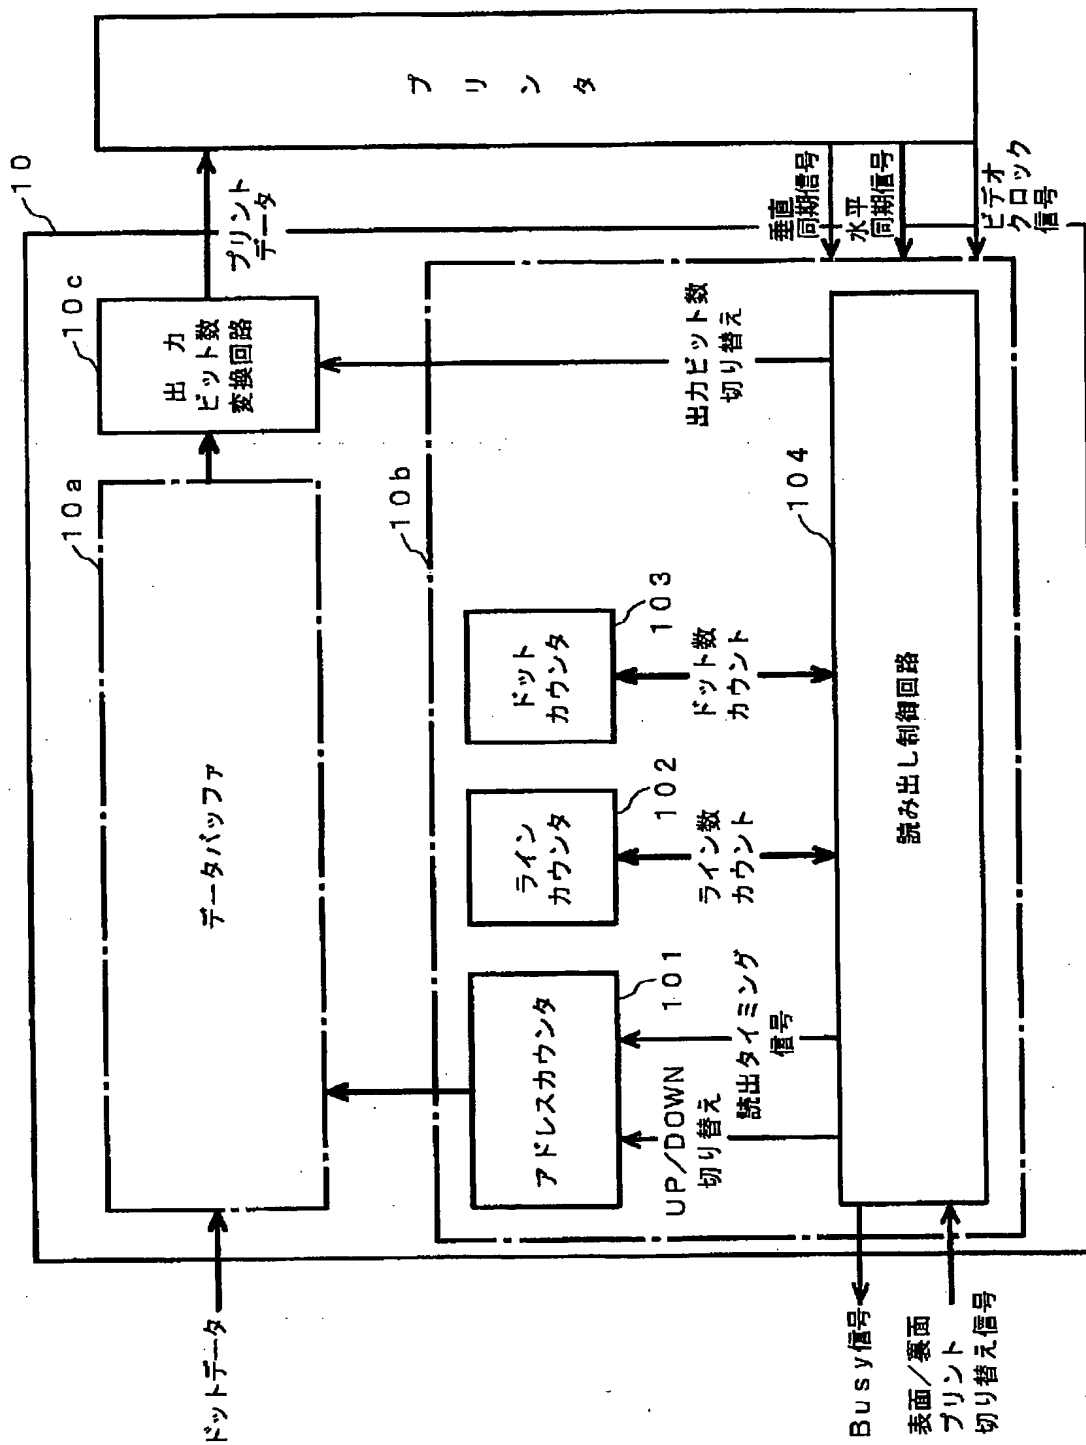 ドットデータ
データバッファ
10a
出力
ビット数
変換回路
10c
プリント
データ
10
プリンタ
10b
アドレスカウンタ
101
ライン
カウンタ
102
ドット
カウンタ
103
UP/DOWN
切り替え
読出タイミング
信号
ライン数
カウント
ドット数
カウント
出力ビット数
切り替え
垂直
同期信号
水平
同期信号
ビデオ
クロック
信号
104
読み出し制御回路
Busy信号
表面/裏面
プリント
切り替え信号